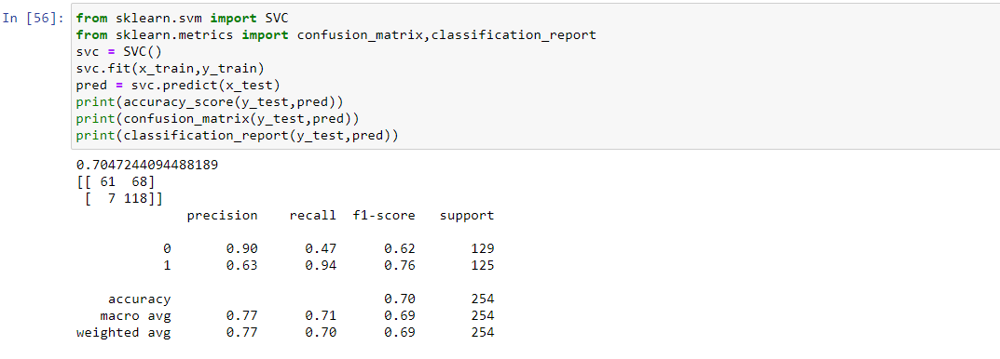 In [56]: from sklearn.svm import SVC
from sklearn.metrics import confusion_matrix,classification_report
svc = SVC()
svc.fit(x_train,y_train)
pred = svc.predict(x_test)
print(accuracy_score(y_test,pred))
print(confusion_matrix(y_test,pred))
print(classification_report(y_test,pred))
0.7047244094488189
[[ 61  68]
 [  7 118]]
              precision    recall  f1-score   support

           0       0.90      0.47      0.62       129
           1       0.63      0.94      0.76       125

    accuracy                           0.70       254
   macro avg       0.77      0.71      0.69       254
weighted avg       0.77      0.70      0.69       254